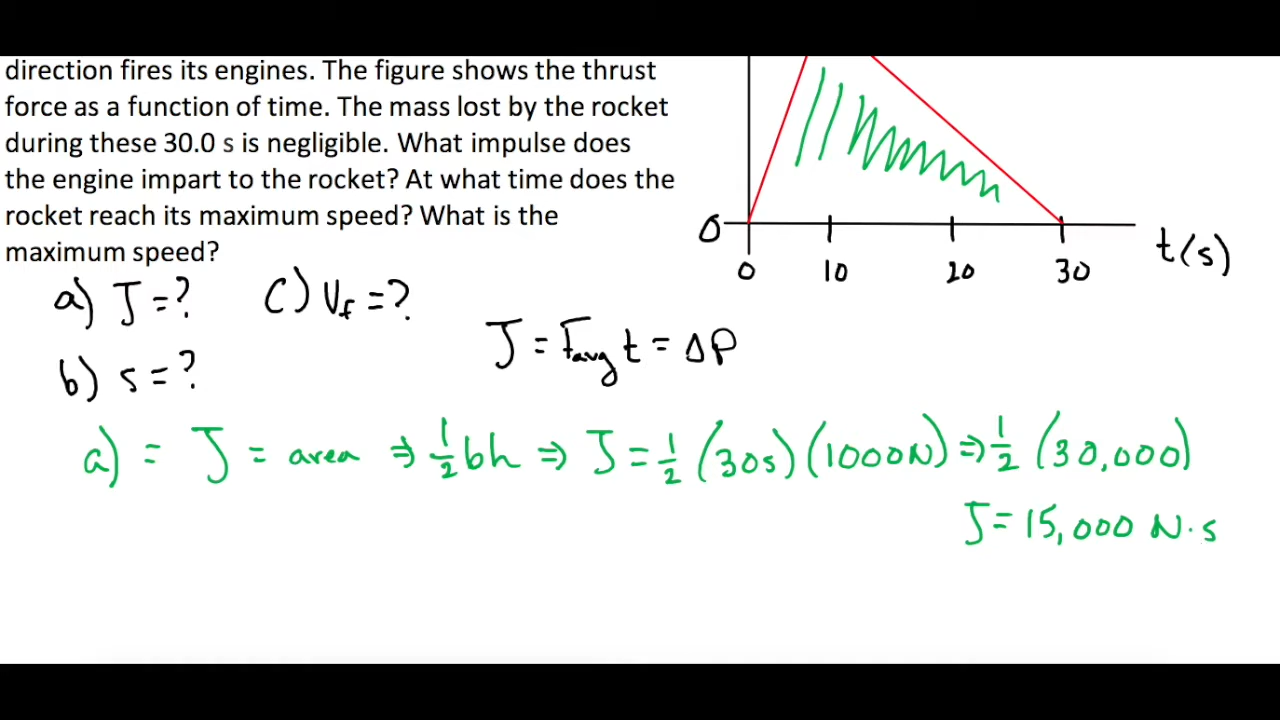 direction fires its engines. The figure shows the thrust
force as a function of time. The mass lost by the rocket
during these 30.0 s is negligible. What impulse does
the engine impart to the rocket? At what time does the
rocket reach its maximum speed? What is the
maximum speed?
0
0 10 20 30
t(s)
a) J=? c) Vf=?
b) s=?
J = Favg t = ΔP
a) = J = area ⇒ 1/2 bh ⇒ J = 1/2 (30s)(1000N) ⇒ 1/2 (30,000)
J= 15,000 N·s